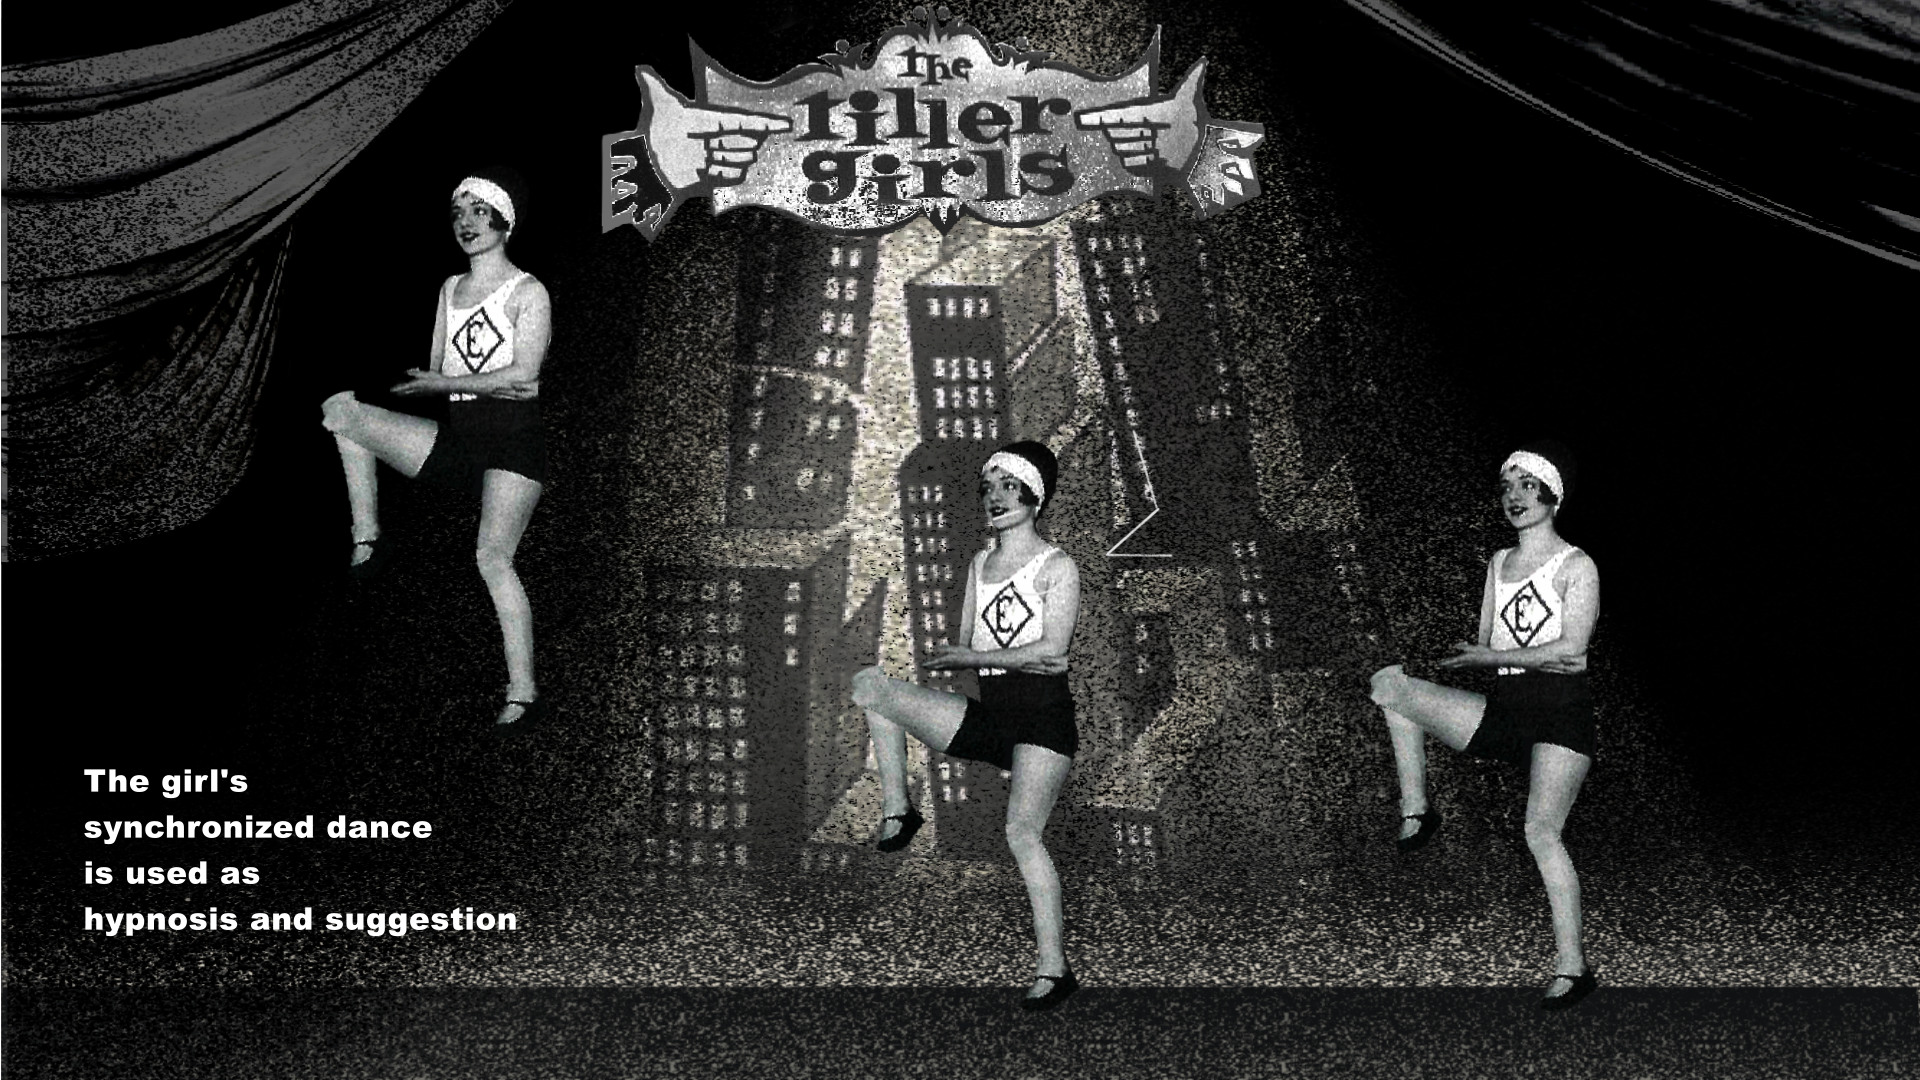 the
tiller
girls
E
E
E
The girl's
synchronized dance
is used as
hypnosis and suggestion